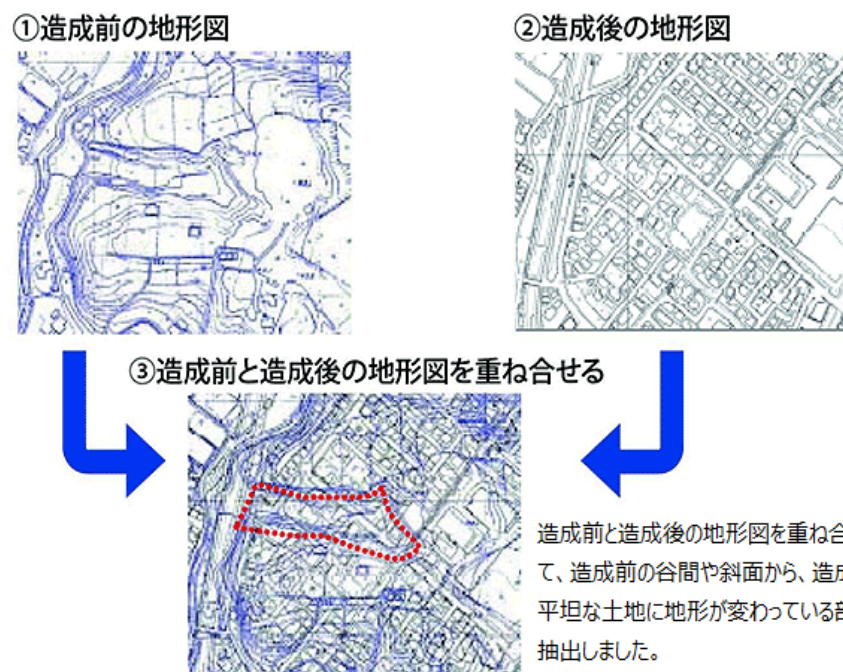 ①造成前の地形図
②造成後の地形図
③造成前と造成後の地形図を重ね合せる
造成前と造成後の地形図を重ね合
て、造成前の谷間や斜面から、造成
平坦な土地に地形が変わっている部
抽出しました。